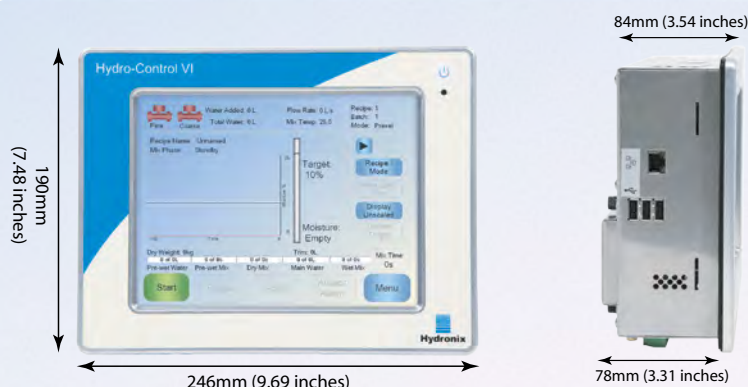 84mm (3.54 inches)
Hydro-Control VI
Fine Coarse
Water Added: 0 L
Total Water: 0 L
Flow Rate: 0 L/s
Mix Temp: 25.0
Recipe: 1
Batch: 1
Mode: Preset
Recipe Name: Unnamed
Mix Phase: Standby
Target:
10%
Recipe
Mode
Display
Unscaled
Moisture:
Empty
Dry Weight: 0kg
Trim: 0L
Mix Time
0s
Pre-wet Water Pre-wet Mix Dry Mix Main Water Wet Mix
Start
Menu
Hydronix
190mm
(7.48 inches)
246mm (9.69 inches)
78mm (3.31 inches)